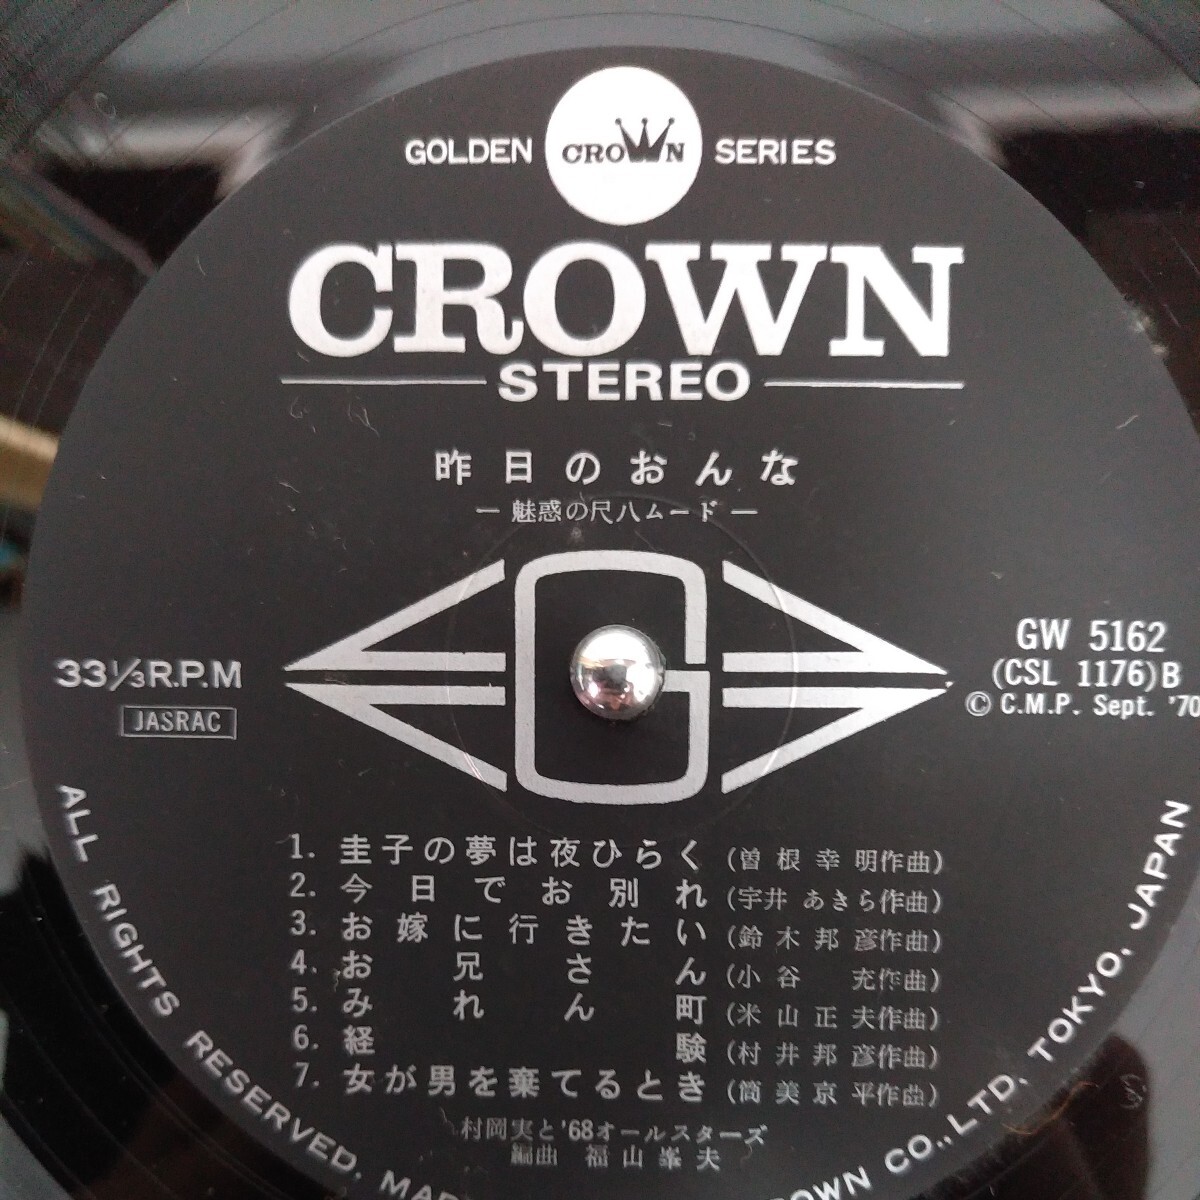 GOLDEN CROWN SERIES
CROWN
STEREO
昨日のおんな
― 魅惑の尺八ムード ―
G
33 1/3 R.P.M
JASRAC
GW 5162
(CSL 1176) B
© C.M.P. Sept. '70
1. 圭子の夢は夜ひらく (曽根幸明作曲)
2. 今日でお別れ (宇井あきら作曲)
3. お嫁に行きたい (鈴木邦彦作曲)
4. お兄さん (小谷充作曲)
5. みれん町 (米山正夫作曲)
6. 経験 (村井邦彦作曲)
7. 女が男を棄てるとき (筒美京平作曲)
村岡実と'68オールスターズ
編曲 福山峯夫
ALL RIGHTS RESERVED. CO., LTD. TOKYO, JAPAN